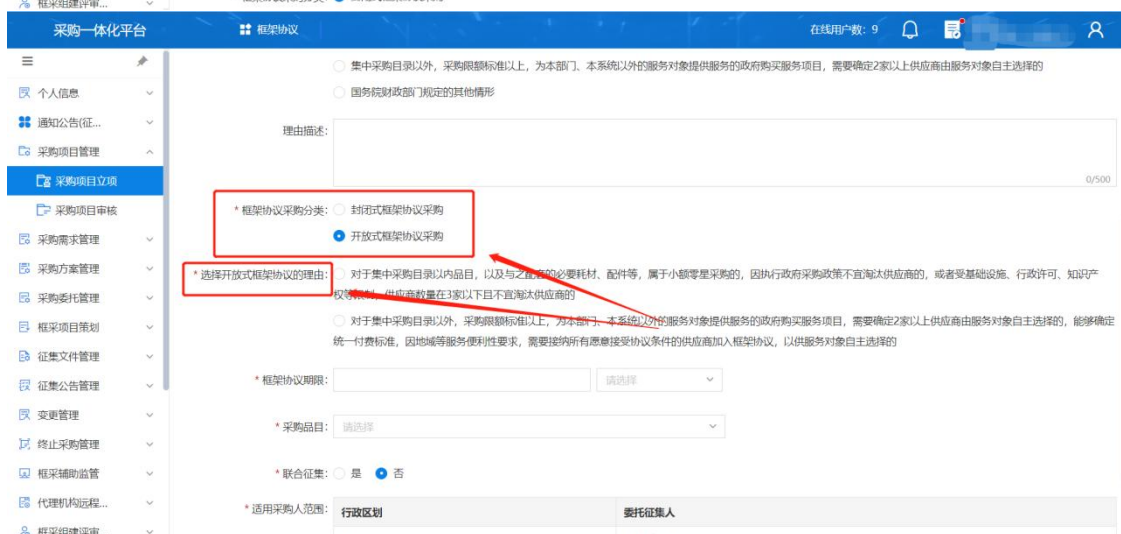 采购一体化平台
框架协议
在线用户数: 9
个人信息
通知公告(征...
采购项目管理
采购项目立项
采购项目审核
采购需求管理
采购方案管理
采购委托管理
框采项目策划
征集文件管理
征集公告管理
变更管理
终止采购管理
框采辅助监管
代理机构远程...
框采组建评审...
集中采购目录以外，采购限额标准以上，为本部门、本系统以外的服务对象提供服务的政府购买服务项目，需要确定2家以上供应商由服务对象自主选择的
国务院财政部门规定的其他情形
理由描述:
0/500
* 框架协议采购分类:
封闭式框架协议采购
开放式框架协议采购
* 选择开放式框架协议的理由:
对于集中采购目录以内品目，以及与之配套的必要耗材、配件等，属于小额零星采购的，因执行政府采购政策不宜淘汰供应商的，或者受基础设施、行政许可、知识产
权等限制，供应商数量在3家以下且不宜淘汰供应商的
对于集中采购目录以外，采购限额标准以上，为本部门、本系统以外的服务对象提供服务的政府购买服务项目，需要确定2家以上供应商由服务对象自主选择的，能够确定
统一付费标准，因地域等服务便利性要求，需要接纳所有愿意接受协议条件的供应商加入框架协议，以供服务对象自主选择的
* 框架协议期限:
请选择
* 采购品目:
请选择
* 联合征集:
是
否
* 适用采购人范围:
行政区划
委托征集人